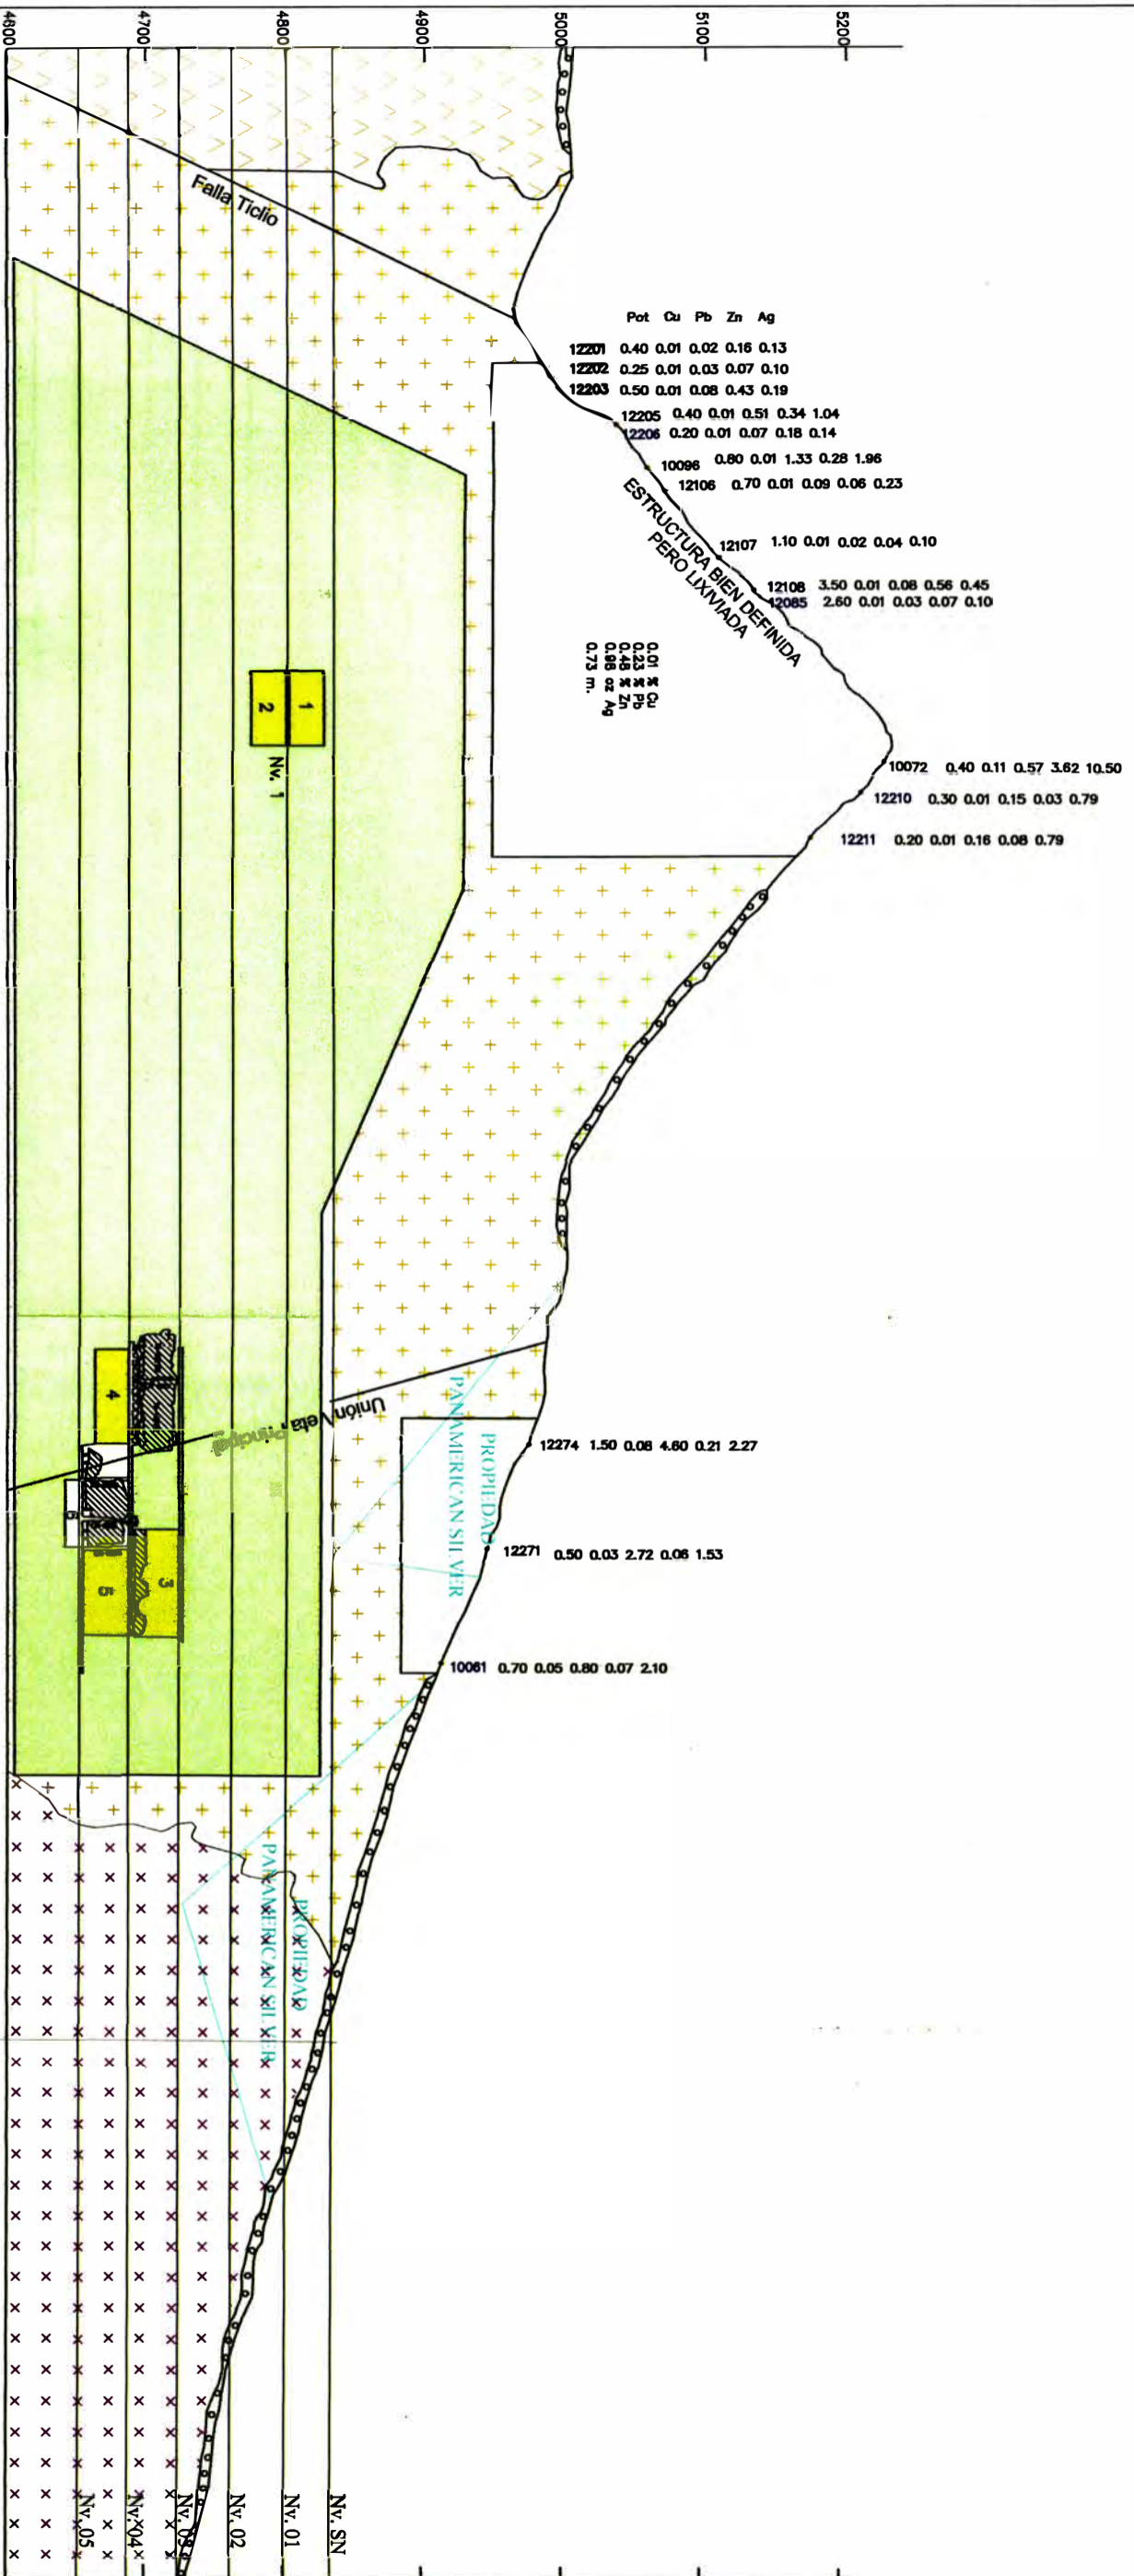 4600
4700
4800
4900
5000
5100
5200
Falla Ticlio
Pot Cu Pb Zn Ag
12201 0.40 0.01 0.02 0.16 0.13
12202 0.25 0.01 0.03 0.07 0.10
12203 0.50 0.01 0.08 0.43 0.19
12205 0.40 0.01 0.51 0.34 1.04
12206 0.20 0.01 0.07 0.18 0.14
10096 0.80 0.01 1.33 0.28 1.96
12106 0.70 0.01 0.09 0.06 0.23
12107 1.10 0.01 0.02 0.04 0.10
12108 3.50 0.01 0.08 0.56 0.45
12085 2.60 0.01 0.03 0.07 0.10
ESTRUCTURA BIEN DEFINIDA
PERO LIXIVIADA
0.01 % Cu
0.23 % Pb
0.48 % Zn
0.98 oz Ag
0.73 m.
10072 0.40 0.11 0.57 3.62 10.50
12210 0.30 0.01 0.15 0.03 0.79
12211 0.20 0.01 0.16 0.08 0.79
1
2
Nv. 1
Unión Veta Principal
PROPIEDAD
PANAMERICAN SILVER
12274 1.50 0.08 4.60 0.21 2.27
12271 0.50 0.03 2.72 0.06 1.53
10061 0.70 0.05 0.80 0.07 2.10
4
6
3
5
PROPIEDAD
PANAMERICAN SILVER
Nv. SN
Nv. 01
Nv. 02
Nv. 03
Nv. 04
Nv. 05